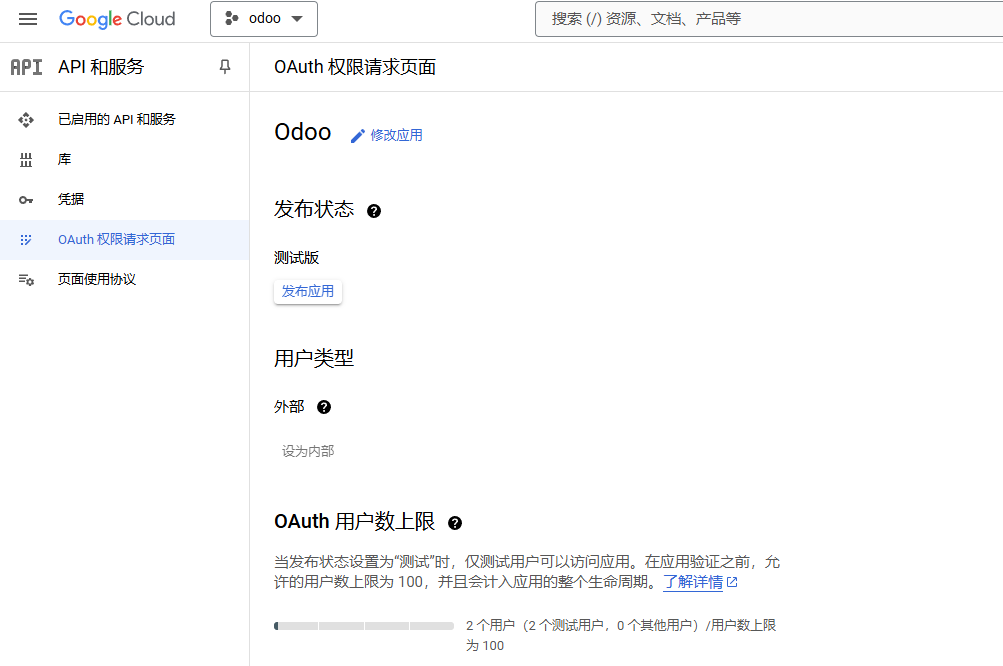 Google Cloud
odoo
搜索 (/) 资源、文档、产品等
API
API 和服务
OAuth 权限请求页面
已启用的 API 和服务
库
凭据
OAuth 权限请求页面
页面使用协议
Odoo
修改应用
发布状态
测试版
发布应用
用户类型
外部
设为内部
OAuth 用户数上限
当发布状态设置为“测试”时，仅测试用户可以访问应用。在应用验证之前，允
许的用户数上限为 100，并且会计入应用的整个生命周期。了解详情
2 个用户（2 个测试用户，0 个其他用户）/用户数上限
为 100